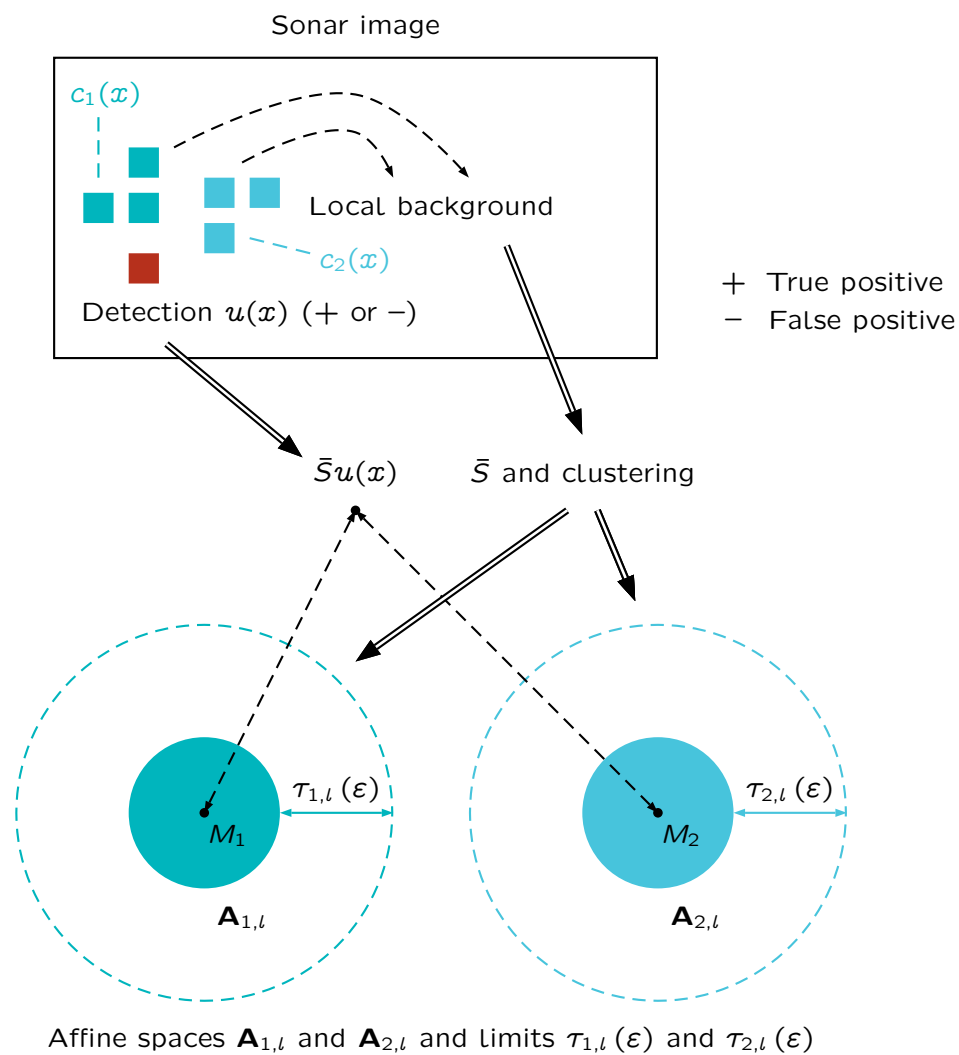 Sonar image
c₁(x)
Local background
c₂(x)
Detection u(x) (+ or –)
+ True positive
– False positive
S̄u(x)
S̄ and clustering
τ₁,ₗ(ε)
τ₂,ₗ(ε)
M₁
M₂
A₁,ₗ
A₂,ₗ
Affine spaces A₁,ₗ and A₂,ₗ and limits τ₁,ₗ(ε) and τ₂,ₗ(ε)